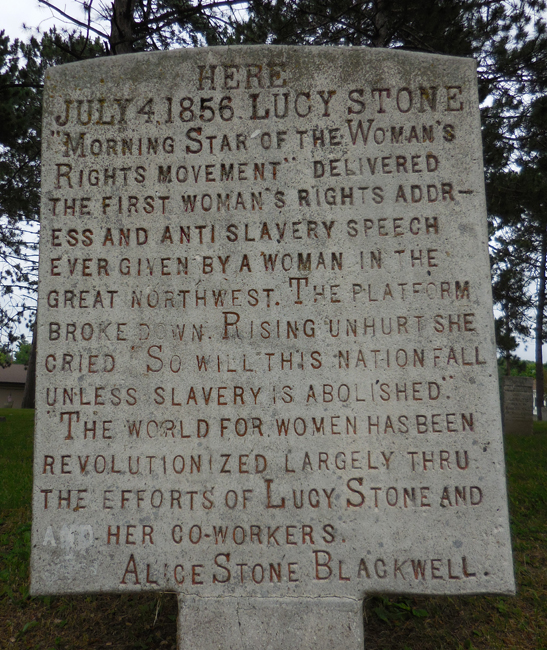 HERE
JULY 4.1856. LUCY STONE
"MORNING STAR OF THE WOMAN'S
RIGHTS MOVEMENT" DELIVERED
THE FIRST WOMAN'S RIGHTS ADDR-
ESS AND ANTI SLAVERY SPEECH
EVER GIVEN BY A WOMAN IN THE
GREAT NORTHWEST. THE PLATFORM
BROKE DOWN. RISING UNHURT SHE
CRIED "SO WILL THIS NATION FALL
UNLESS SLAVERY IS ABOLISHED."
"THE WORLD FOR WOMEN HAS BEEN
REVOLUTIONIZED LARGELY THRU
THE EFFORTS OF LUCY STONE AND
HER CO-WORKERS.
ALICE STONE BLACKWELL.